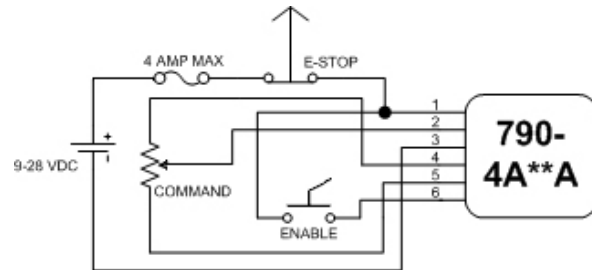 4 AMP MAX
E-STOP
9-28 VDC
+
-
COMMAND
ENABLE
1
2
3
4
5
6
790-
4A**A